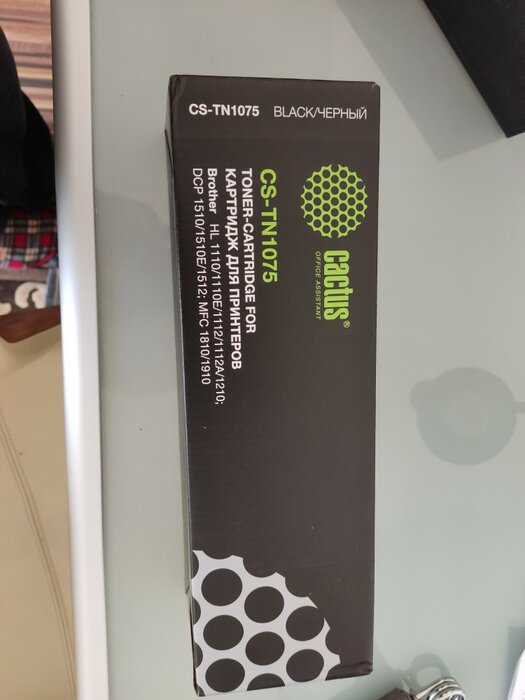 CS-TN1075 BLACK/ЧЕРНЫЙ
cactus®
OFFICE ASSISTANT
CS-TN1075
TONER-CARTRIDGE FOR
КАРТРИДЖ ДЛЯ ПРИНТЕРОВ
Brother HL 1110/1110E/1112/1112A/1210;
DCP 1510/1510E/1512; MFC 1810/1910